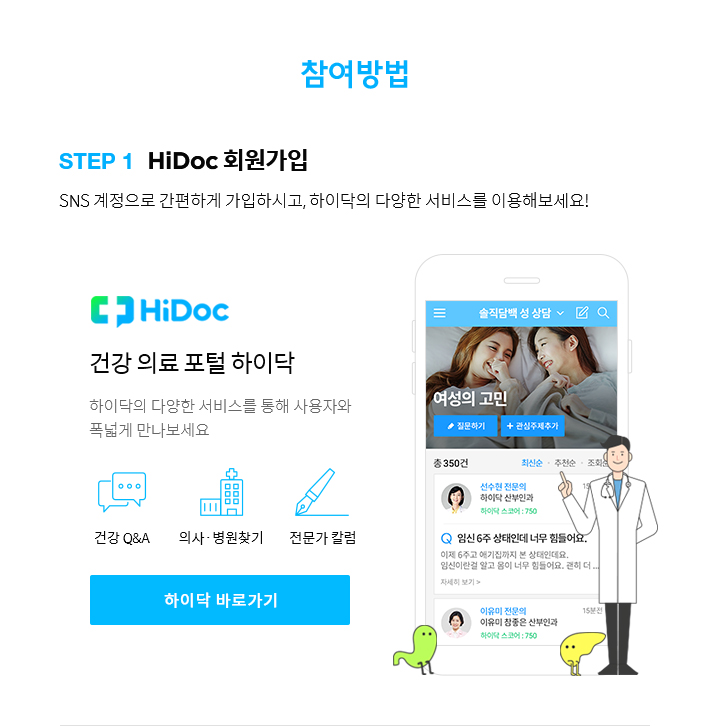 참여방법
STEP 1 HiDoc 회원가입
SNS 계정으로 간편하게 가입하시고, 하이닥의 다양한 서비스를 이용해보세요!
HiDoc
건강 의료 포털 하이닥
하이닥의 다양한 서비스를 통해 사용자와
폭넓게 만나보세요
건강 Q&A
의사·병원찾기
전문가 칼럼
하이닥 바로가기
솔직담백 성 상담
여성의 고민
질문하기
+ 관심주제추가
총 350건
최신순 · 추천순 · 조회순
선수현 전문의
하이닥 산부인과
하이닥 스코어 : 750
Q 임신 6주 상태인데 너무 힘들어요.
이제 6주고 애기집까지 본 상태인데요.
임신이란걸 알고 몸이 너무 힘들어요. 괜히 더 ...
자세히 보기 >
이유미 전문의
15분전
이유미 참좋은 산부인과
하이닥 스코어 : 750